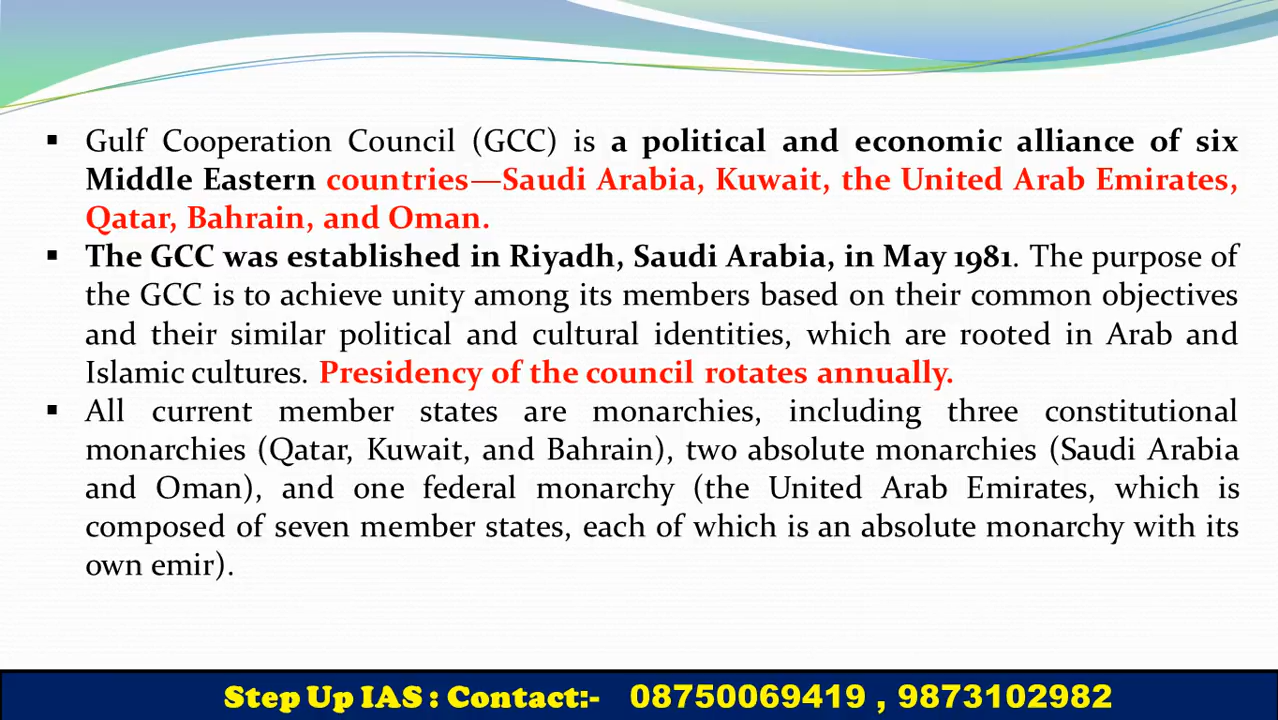 ▪ Gulf Cooperation Council (GCC) is a political and economic alliance of six
Middle Eastern countries—Saudi Arabia, Kuwait, the United Arab Emirates,
Qatar, Bahrain, and Oman.
▪ The GCC was established in Riyadh, Saudi Arabia, in May 1981. The purpose of
the GCC is to achieve unity among its members based on their common objectives
and their similar political and cultural identities, which are rooted in Arab and
Islamic cultures. Presidency of the council rotates annually.
▪ All current member states are monarchies, including three constitutional
monarchies (Qatar, Kuwait, and Bahrain), two absolute monarchies (Saudi Arabia
and Oman), and one federal monarchy (the United Arab Emirates, which is
composed of seven member states, each of which is an absolute monarchy with its
own emir).
Step Up IAS : Contact:- 08750069419 , 9873102982